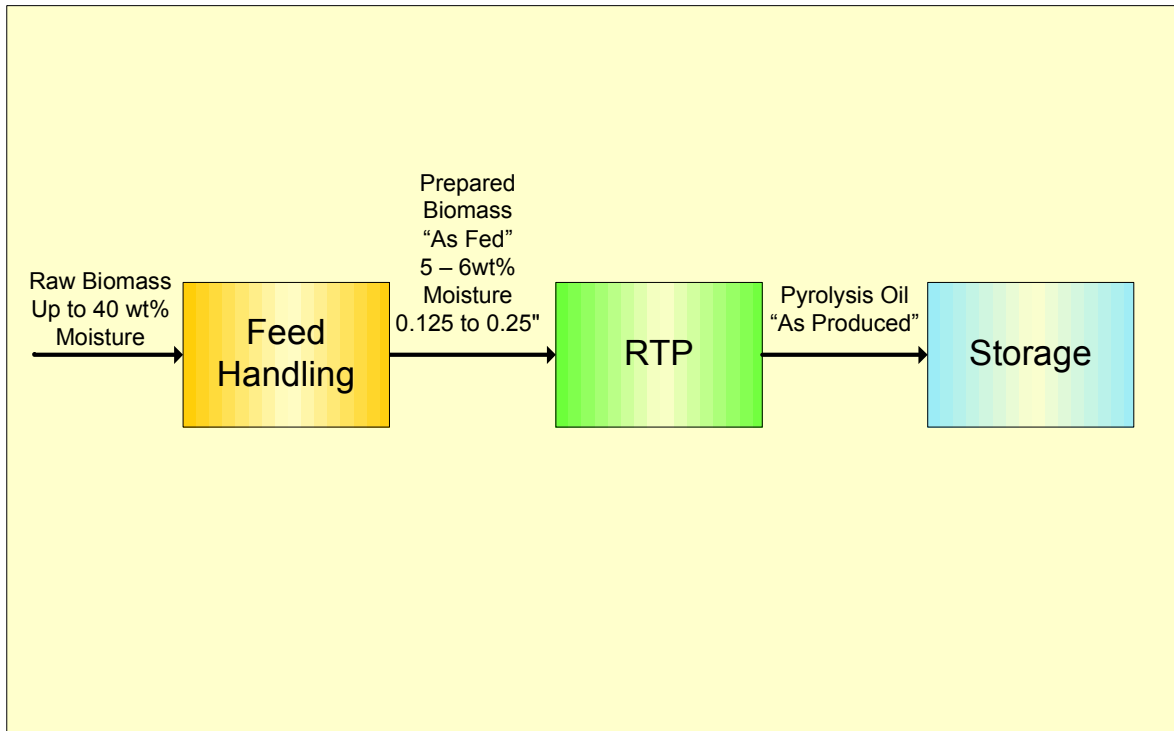 Raw Biomass
Up to 40 wt%
Moisture
Feed
Handling
Prepared
Biomass
“As Fed”
5 – 6wt%
Moisture
0.125 to 0.25"
RTP
Pyrolysis Oil
“As Produced”
Storage